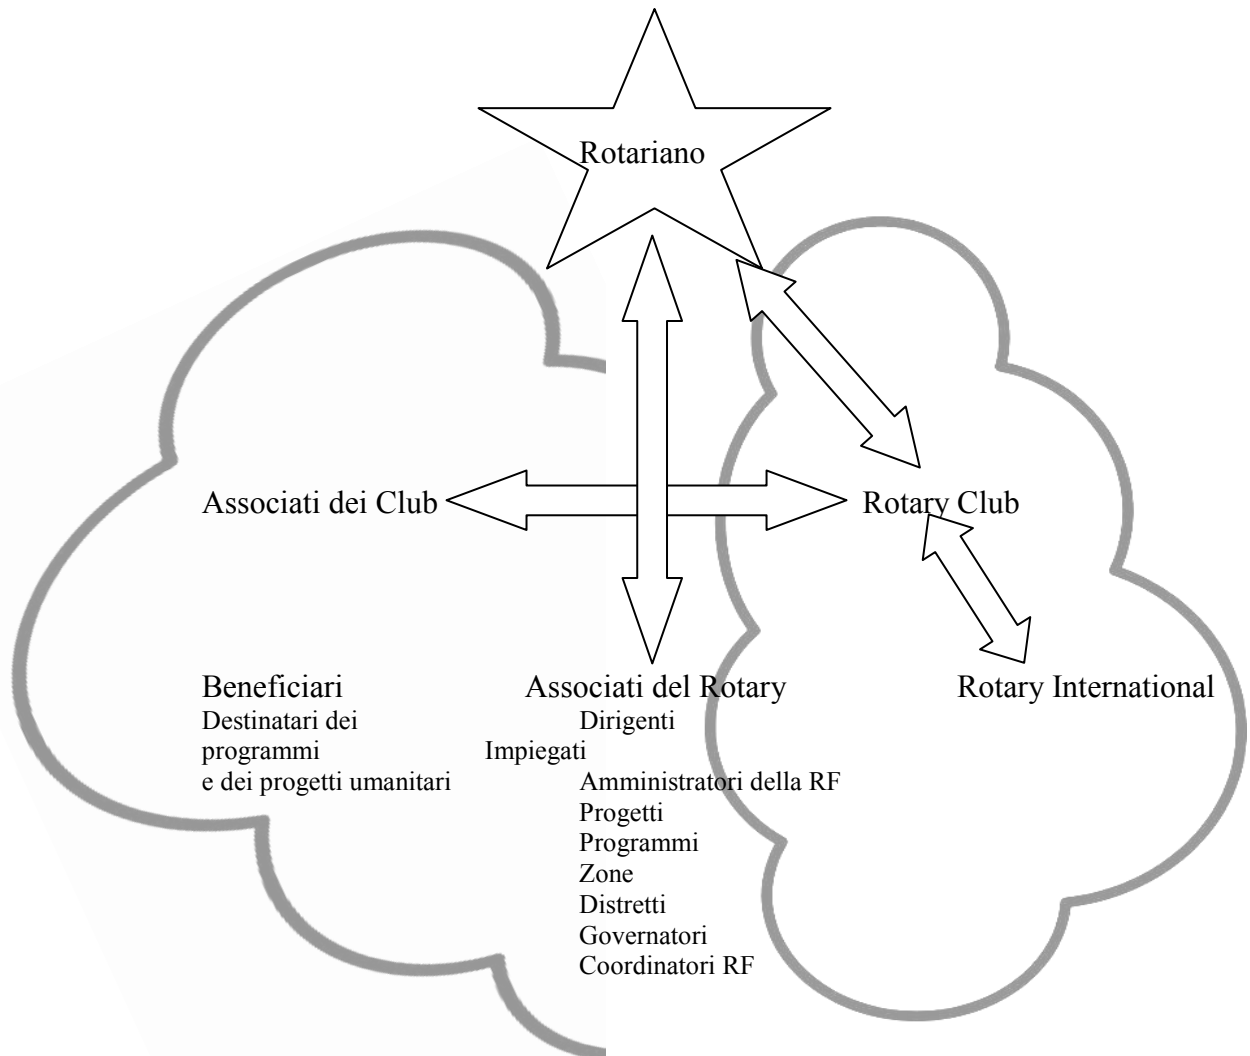 Rotariano
Associati dei Club
Rotary Club
Beneficiari
Destinatari dei
programmi
e dei progetti umanitari
Associati del Rotary
Dirigenti
Impiegati
Amministratori della RF
Progetti
Programmi
Zone
Distretti
Governatori
Coordinatori RF
Rotary International